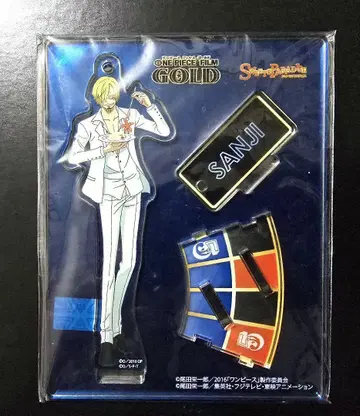 ONE PIECE FILM
GOLD
SANJI
©尾田栄一郎／2016「ワンピース」製作委員会
©尾田栄一郎／集英社・フジテレビ・東映アニメーション